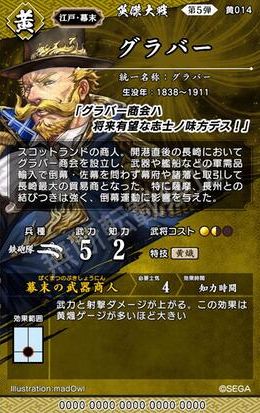 黄
江戸・幕末
英傑大戦
第5弾
黄014
グラバー
統一名称：グラバー
生没年：1838～1911
「グラバー商会ハ
将来有望な志士ノ味方デス！」
スコットランドの商人。開港直後の長崎において
グラバー商会を設立し、武器や艦船などの軍需品
輸入で倒幕・佐幕を問わず幕府や諸藩と取引して
長崎最大の貿易商となった。特に薩摩、長州との
結びつきは強く、倒幕運動に影響を与えた。
兵種 武力 知力 武将コスト
鉄砲隊 5 2 特技 黄熾
ばくまつのぶきしょうにん 必要士気 効果時間
幕末の武器商人 4 知力時間
効果範囲
武力と射撃ダメージが上がる。この効果は
黄熾ゲージが多いほど大きい
Illustration:madOwl
©SEGA
0000 0000 0000 0000 0000